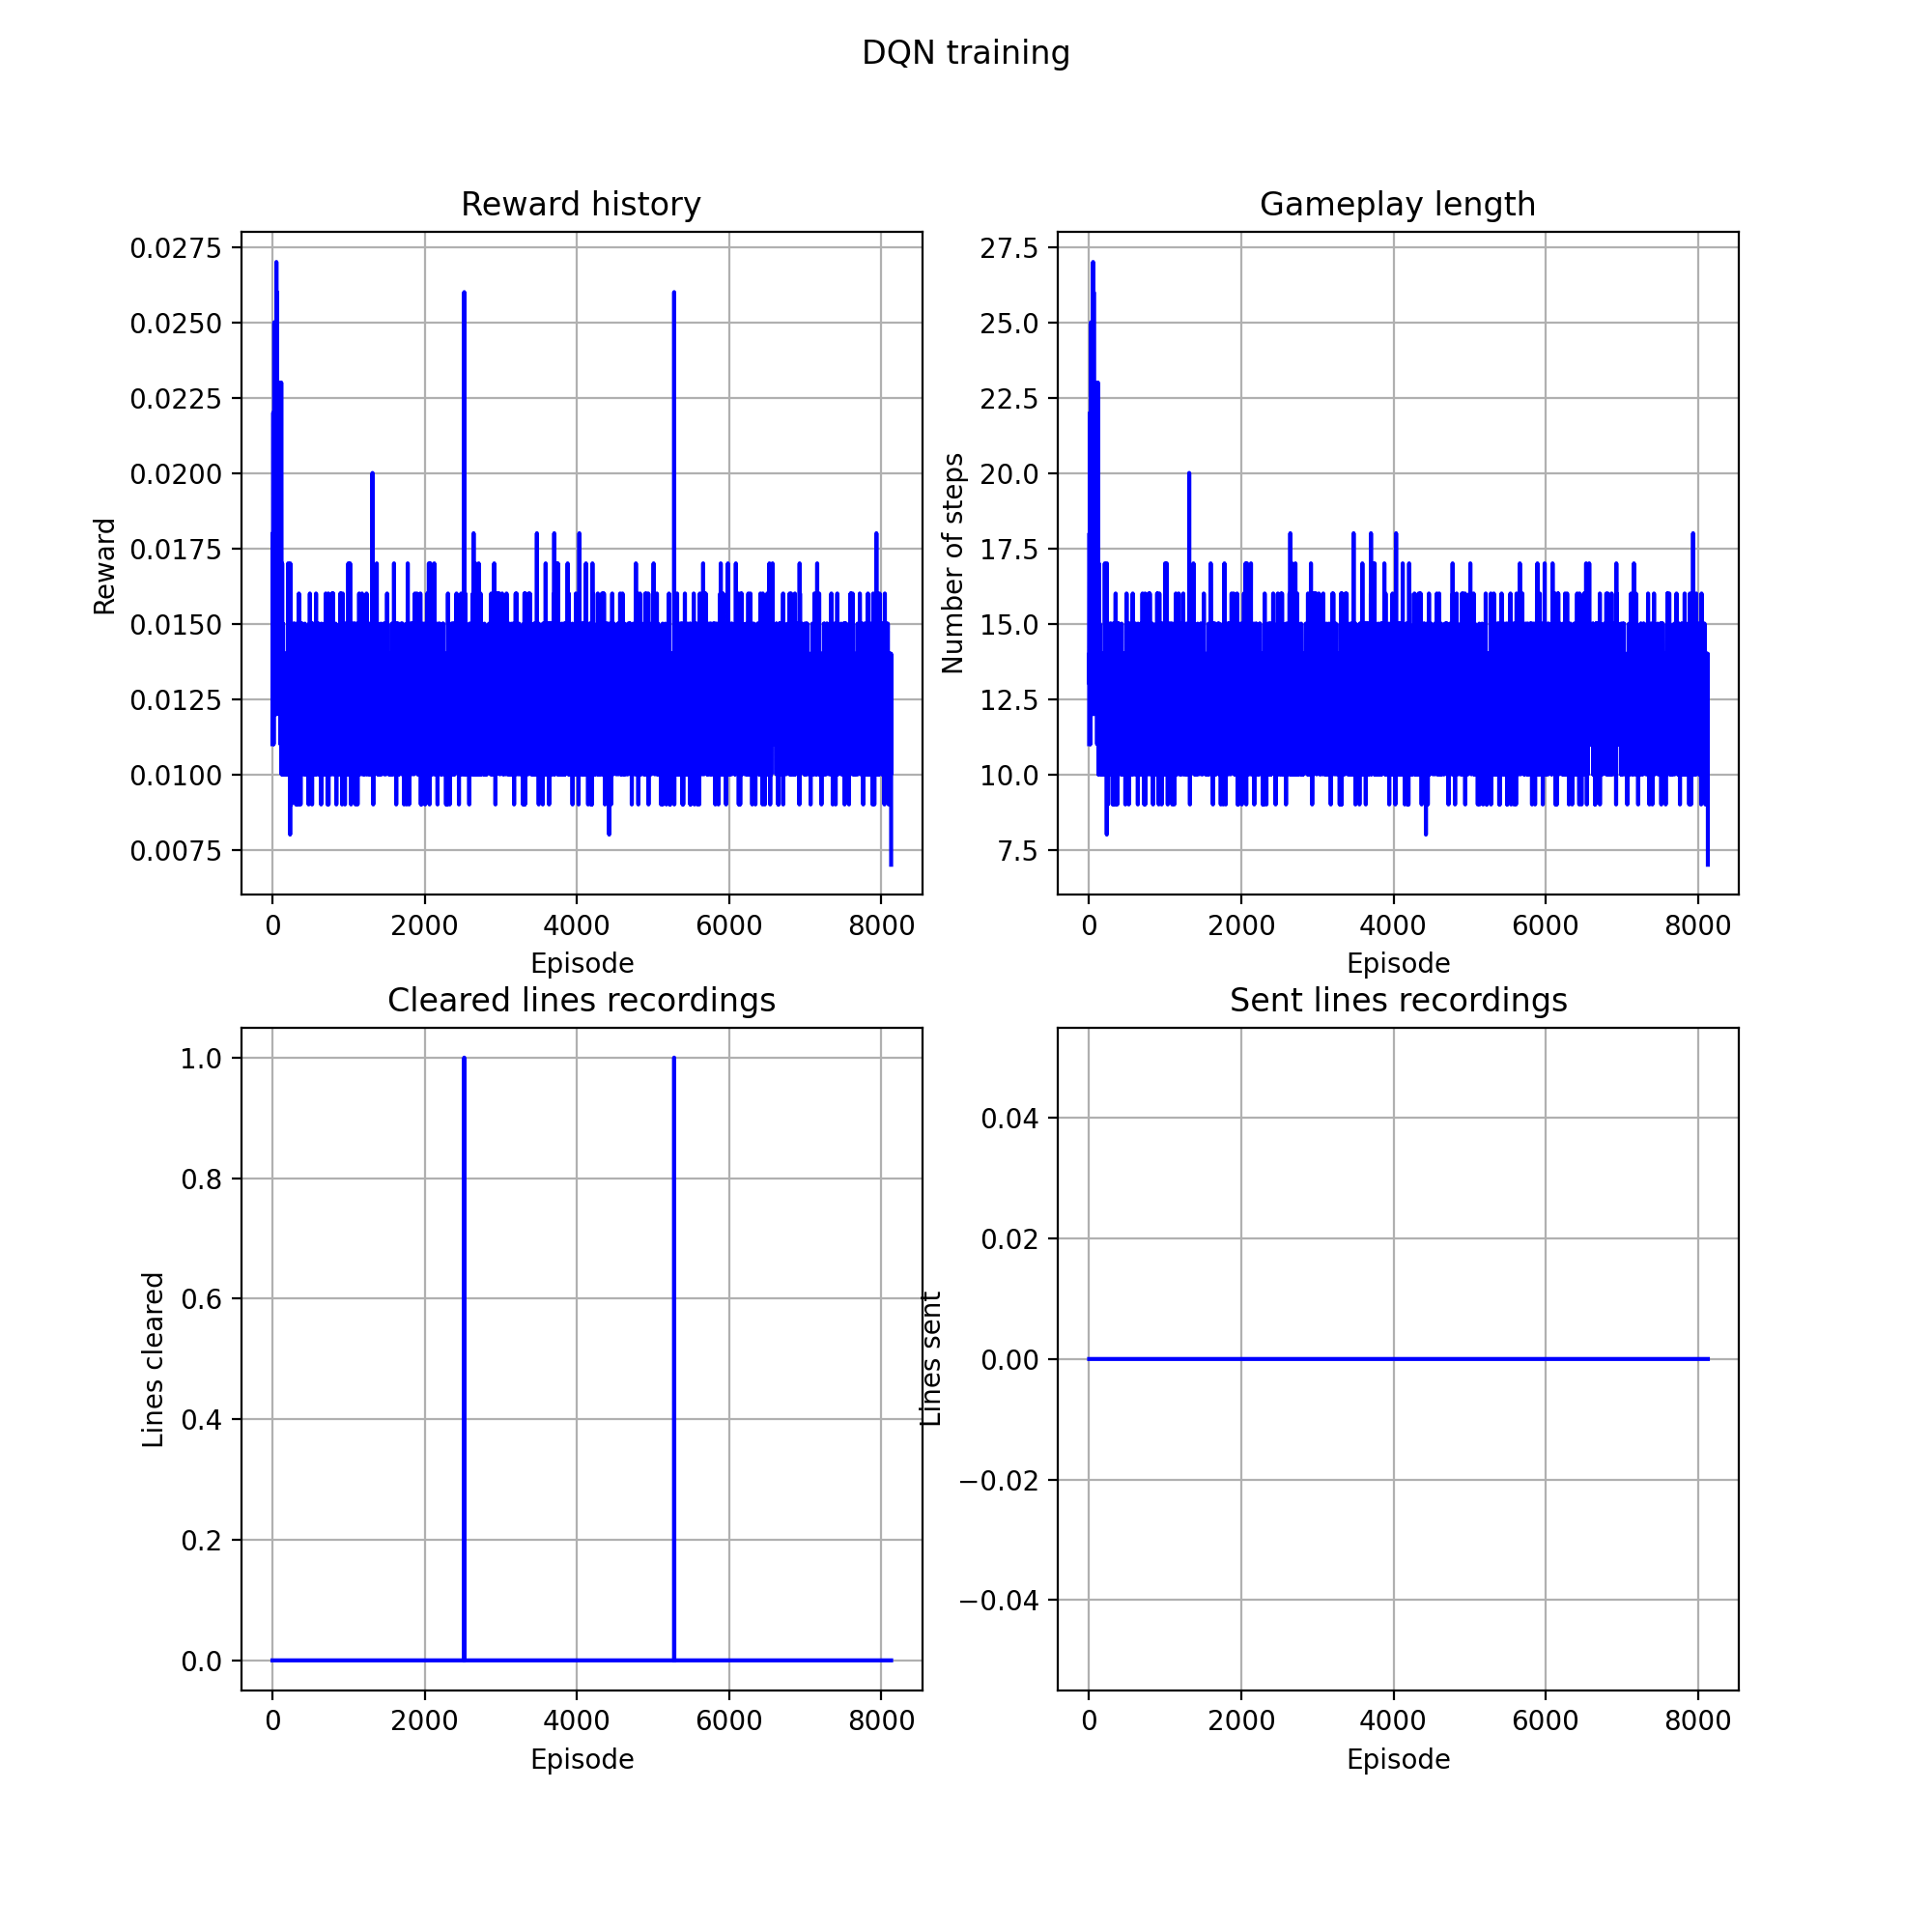 DQN training
Reward history
0.0275
0.0250
0.0225
0.0200
0.0175
0.0150
0.0125
0.0100
0.0075
Reward
0 2000 4000 6000 8000
Episode
Gameplay length
27.5
25.0
22.5
20.0
17.5
15.0
12.5
10.0
7.5
Number of steps
0 2000 4000 6000 8000
Episode
Cleared lines recordings
1.0
0.8
0.6
0.4
0.2
0.0
Lines cleared
0 2000 4000 6000 8000
Episode
Sent lines recordings
0.04
0.02
0.00
−0.02
−0.04
Lines sent
0 2000 4000 6000 8000
Episode